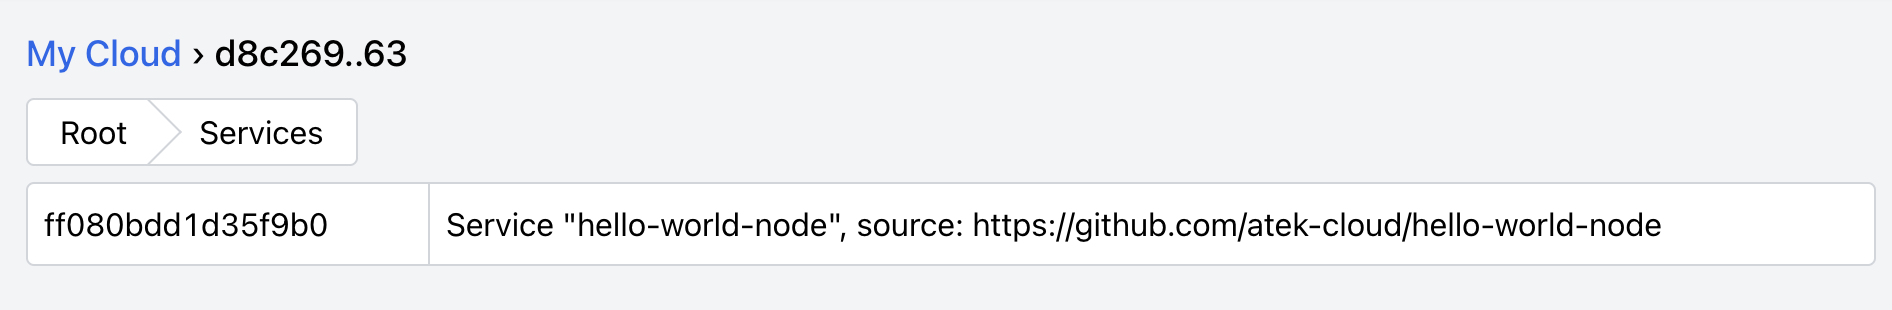 My Cloud › d8c269..63
Root Services
ff080bdd1d35f9b0 Service "hello-world-node", source: https://github.com/atek-cloud/hello-world-node